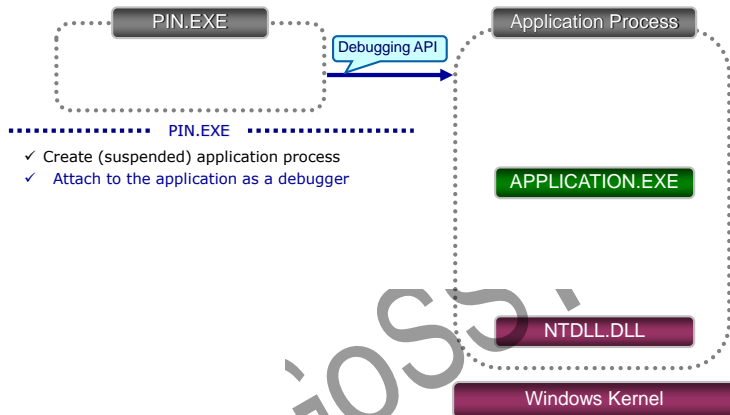 PIN.EXE
Application Process
Debugging API
PIN.EXE
✓ Create (suspended) application process
✓ Attach to the application as a debugger
APPLICATION.EXE
NTDLL.DLL
Windows Kernel